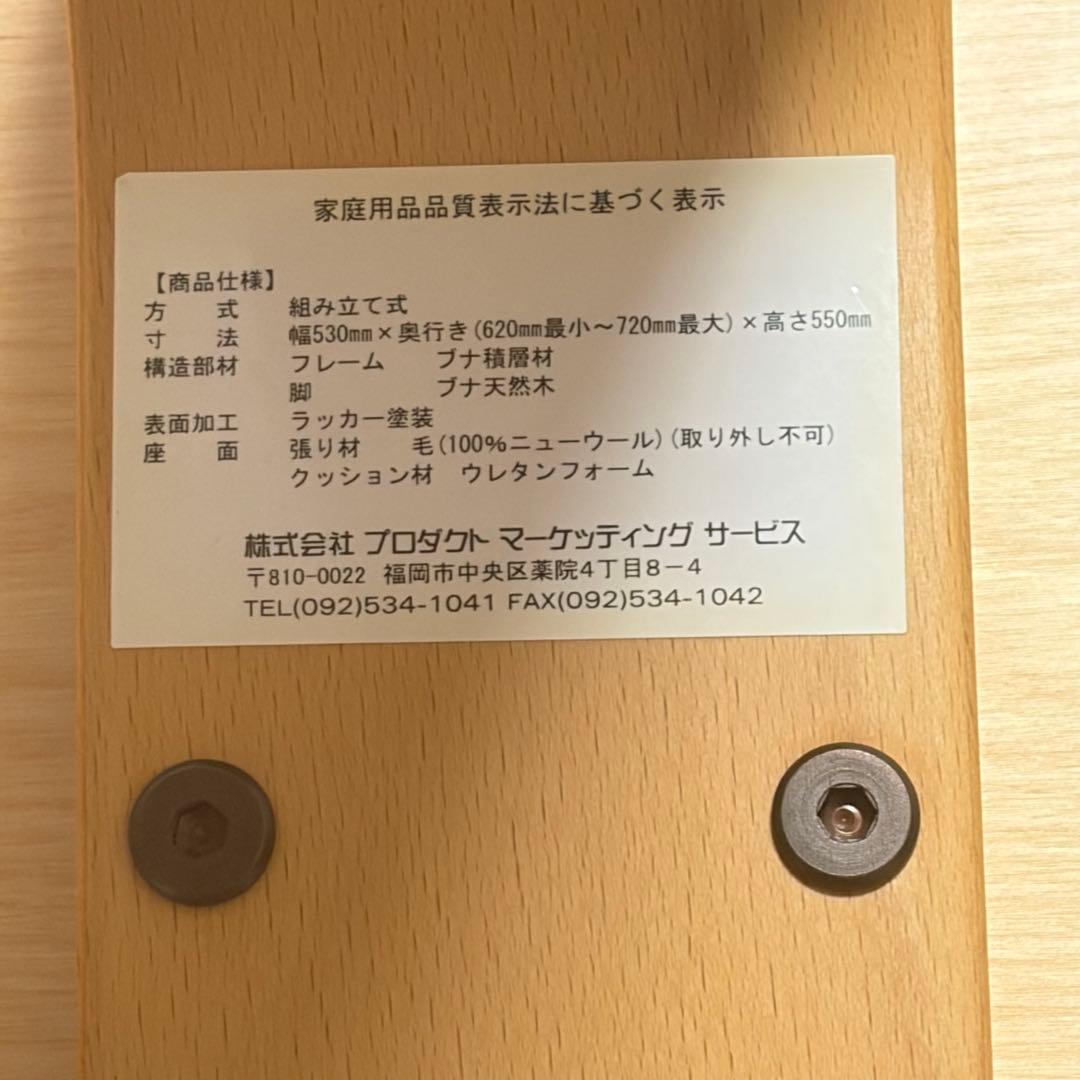 家庭用品品質表示法に基づく表示
【商品仕様】
方　　式　　組み立て式
寸　　法　　幅530mm×奥行き(620mm最小～720mm最大)×高さ550mm
構造部材　　フレーム　　ブナ積層材
脚　　ブナ天然木
表面加工　　ラッカー塗装
座　　面　　張り材　　毛(100%ニューウール)(取り外し不可)
クッション材　ウレタンフォーム
株式会社 プロダクト マーケッティング サービス
〒810-0022 福岡市中央区薬院4丁目8－4
TEL(092)534-1041 FAX(092)534-1042